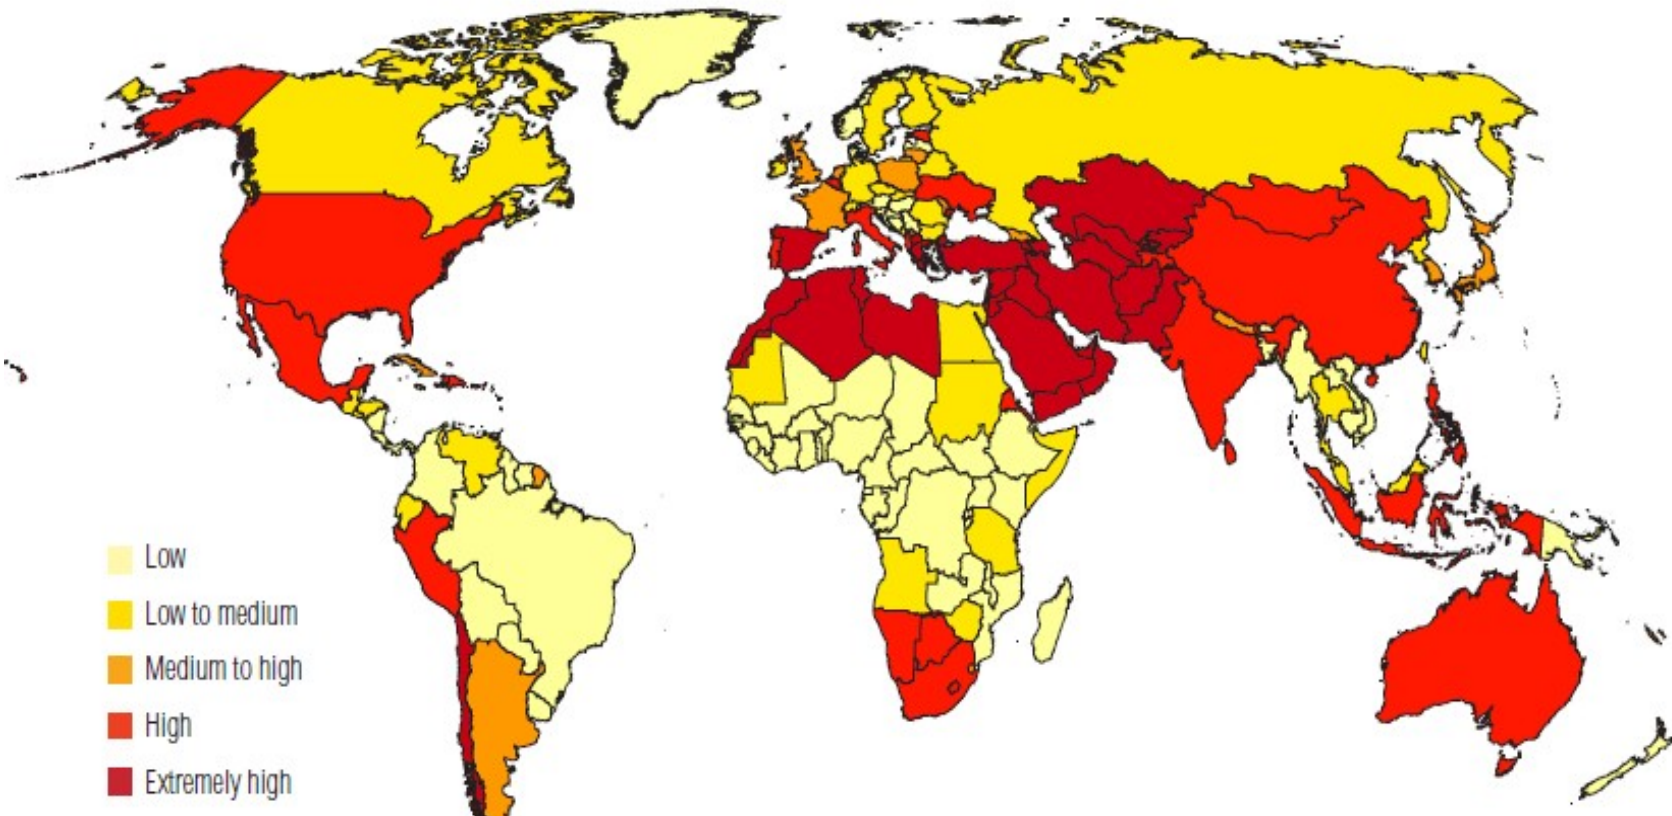 Low
Low to medium
Medium to high
High
Extremely high